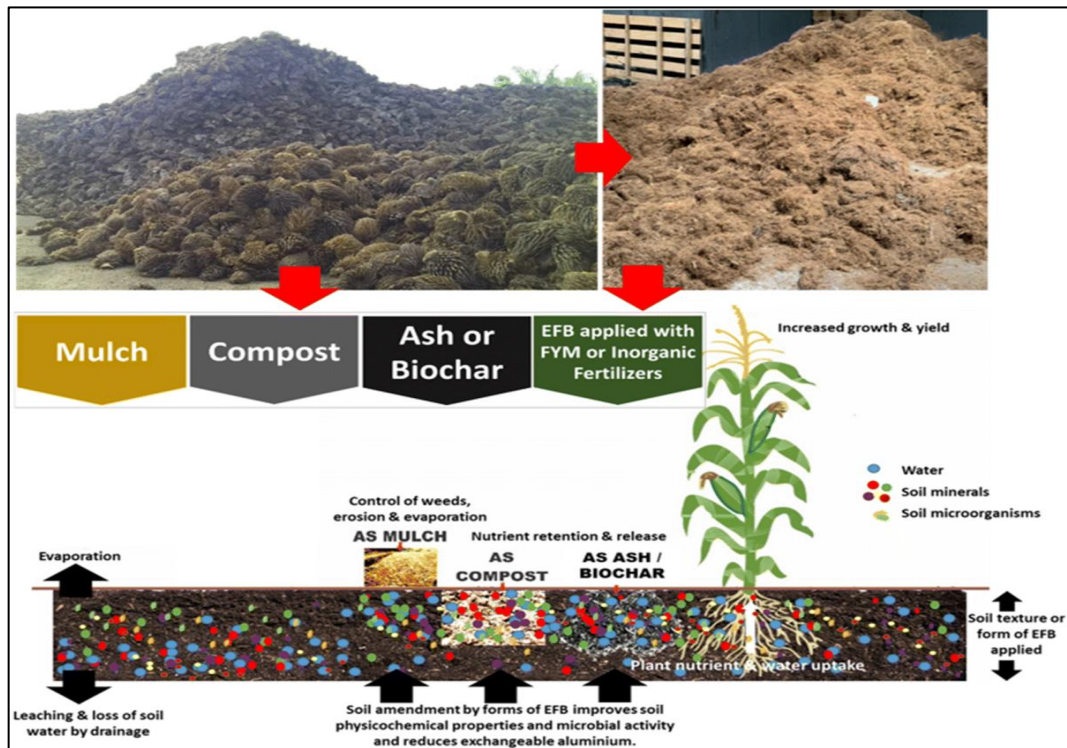 Mulch
Compost
Ash or
Biochar
EFB applied with
FYM or Inorganic
Fertilizers
Increased growth & yield
Water
Soil minerals
Soil microorganisms
Control of weeds,
erosion & evaporation
AS MULCH
Nutrient retention & release
AS
COMPOST
AS ASH /
BIOCHAR
Evaporation
Soil texture or
form of EFB
applied
Plant nutrient & water uptake
Leaching & loss of soil
water by drainage
Soil amendment by forms of EFB improves soil
physicochemical properties and microbial activity
and reduces exchangeable aluminium.